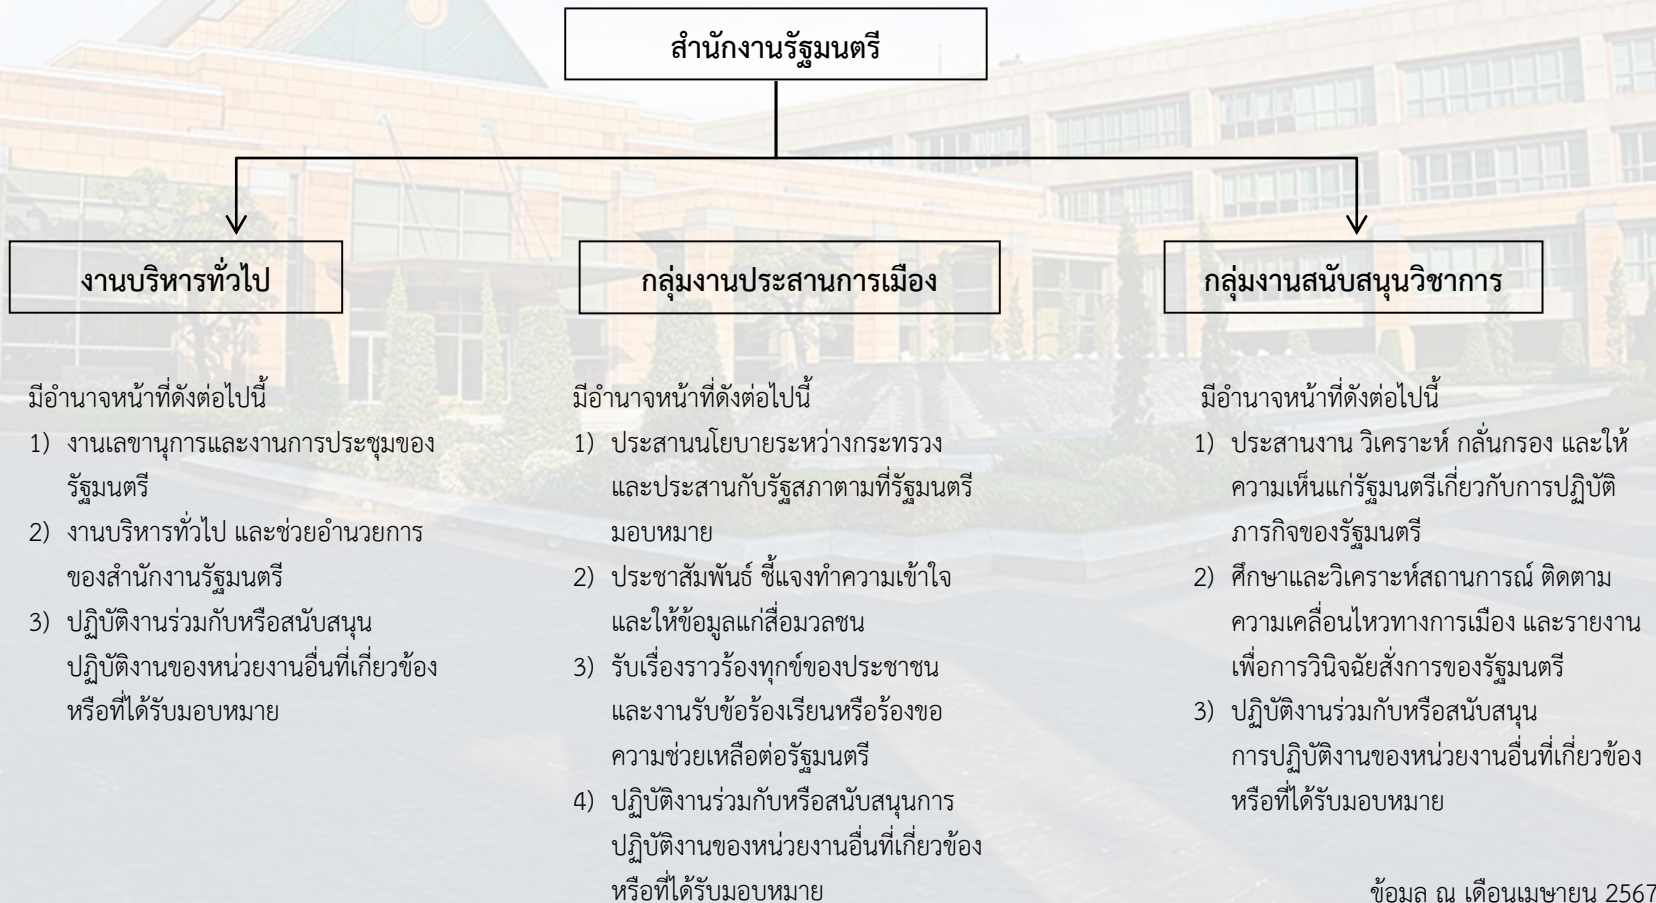 สำนักงานรัฐมนตรี
งานบริหารทั่วไป
มีอำนาจหน้าที่ดังต่อไปนี้
1) งานเลขานุการและงานการประชุมของ
รัฐมนตรี
2) งานบริหารทั่วไป และช่วยอำนวยการ
ของสำนักงานรัฐมนตรี
3) ปฏิบัติงานร่วมกับหรือสนับสนุน
ปฏิบัติงานของหน่วยงานอื่นที่เกี่ยวข้อง
หรือที่ได้รับมอบหมาย
กลุ่มงานประสานการเมือง
มีอำนาจหน้าที่ดังต่อไปนี้
1) ประสานนโยบายระหว่างกระทรวง
และประสานกับรัฐสภาตามที่รัฐมนตรี
มอบหมาย
2) ประชาสัมพันธ์ ชี้แจงทำความเข้าใจ
และให้ข้อมูลแก่สื่อมวลชน
3) รับเรื่องราวร้องทุกข์ของประชาชน
และงานรับข้อร้องเรียนหรือร้องขอ
ความช่วยเหลือต่อรัฐมนตรี
4) ปฏิบัติงานร่วมกับหรือสนับสนุนการ
ปฏิบัติงานของหน่วยงานอื่นที่เกี่ยวข้อง
หรือที่ได้รับมอบหมาย
กลุ่มงานสนับสนุนวิชาการ
มีอำนาจหน้าที่ดังต่อไปนี้
1) ประสานงาน วิเคราะห์ กลั่นกรอง และให้
ความเห็นแก่รัฐมนตรีเกี่ยวกับการปฏิบัติ
ภารกิจของรัฐมนตรี
2) ศึกษาและวิเคราะห์สถานการณ์ ติดตาม
ความเคลื่อนไหวทางการเมือง และรายงาน
เพื่อการวินิจฉัยสั่งการของรัฐมนตรี
3) ปฏิบัติงานร่วมกับหรือสนับสนุน
การปฏิบัติงานของหน่วยงานอื่นที่เกี่ยวข้อง
หรือที่ได้รับมอบหมาย
ข้อมูล ณ เดือนเมษายน 2567